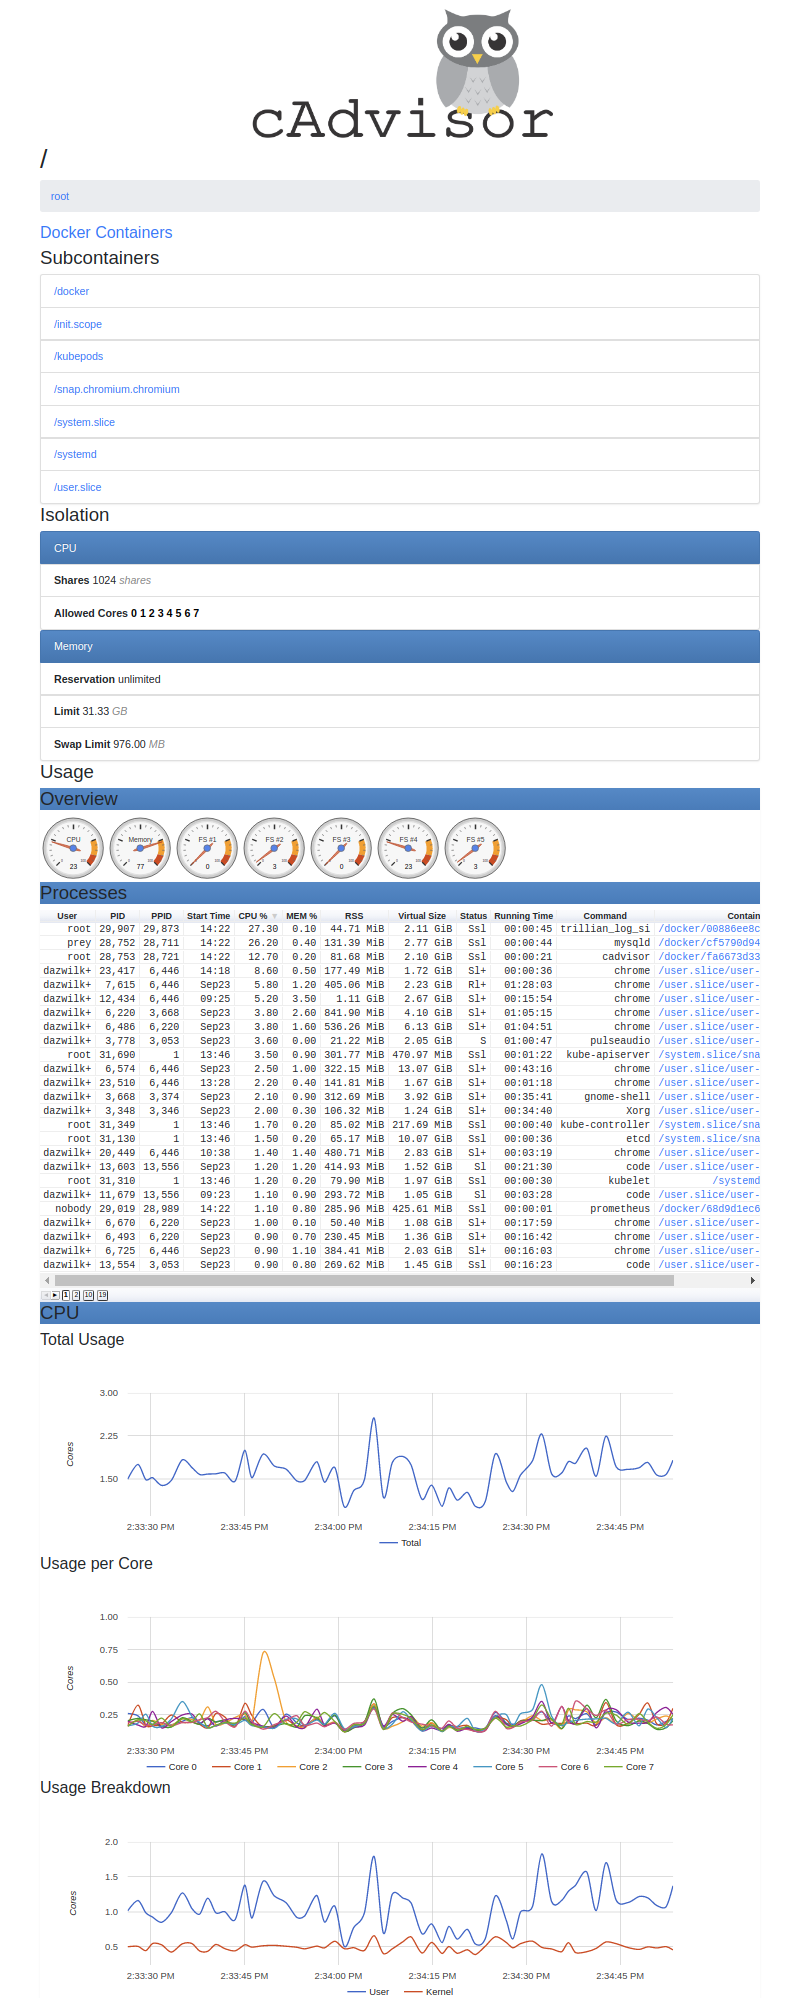 cAdvisor
/
root
Docker Containers
Subcontainers
/docker
/init.scope
/kubepods
/snap.chromium.chromium
/system.slice
/systemd
/user.slice
Isolation
CPU
Shares 1024 shares
Allowed Cores 0 1 2 3 4 5 6 7
Memory
Reservation unlimited
Limit 31.33 GB
Swap Limit 976.00 MB
Usage
Overview
CPU Memory FS #1 FS #2 FS #3 FS #4 FS #5
23 77 0 3 0 23 3
Processes
User PID PPID Start Time CPU % MEM % RSS Virtual Size Status Running Time Command Contain
root 29,907 29,873 14:22 27.30 0.10 44.71 MiB 2.11 GiB Ssl 00:00:45 trillian_log_si /docker/00886ee8c
prey 28,752 28,711 14:22 26.20 0.40 131.39 MiB 2.77 GiB Ssl 00:00:44 mysqld /docker/cf5790d94
root 28,753 28,721 14:22 12.70 0.20 81.68 MiB 2.10 GiB Ssl 00:00:21 cadvisor /docker/fa6673d33
dazwilk+ 23,417 6,446 14:18 8.60 0.50 177.49 MiB 1.72 GiB Sl+ 00:00:36 chrome /user.slice/user-
dazwilk+ 7,615 6,446 Sep23 5.80 1.20 405.06 MiB 2.23 GiB Rl+ 01:28:03 chrome /user.slice/user-
dazwilk+ 12,434 6,446 09:25 5.20 3.50 1.11 GiB 2.67 GiB Sl+ 00:15:54 chrome /user.slice/user-
dazwilk+ 6,220 3,668 Sep23 3.80 2.60 841.90 MiB 4.10 GiB Sl+ 01:05:15 chrome /user.slice/user-
dazwilk+ 6,486 6,220 Sep23 3.80 1.60 536.26 MiB 6.13 GiB Sl+ 01:04:51 chrome /user.slice/user-
dazwilk+ 3,778 3,053 Sep23 3.60 0.00 21.22 MiB 2.05 GiB S 01:00:47 pulseaudio /user.slice/user-
root 31,690 1 13:46 3.50 0.90 301.77 MiB 470.97 MiB Ssl 00:01:22 kube-apiserver /system.slice/sna
dazwilk+ 6,574 6,446 Sep23 2.50 1.00 322.15 MiB 13.07 GiB Sl+ 00:43:16 chrome /user.slice/user-
dazwilk+ 23,510 6,446 13:28 2.20 0.40 141.81 MiB 1.67 GiB Sl+ 00:01:18 chrome /user.slice/user-
dazwilk+ 3,668 3,374 Sep23 2.10 0.90 312.69 MiB 3.92 GiB Sl+ 00:35:41 gnome-shell /user.slice/user-
dazwilk+ 3,348 3,346 Sep23 2.00 0.30 106.32 MiB 1.24 GiB Sl+ 00:34:40 Xorg /user.slice/user-
root 31,349 1 13:46 1.70 0.20 85.02 MiB 217.69 MiB Ssl 00:00:40 kube-controller /system.slice/sna
root 31,130 1 13:46 1.50 0.20 65.17 MiB 10.07 GiB Ssl 00:00:36 etcd /system.slice/sna
dazwilk+ 20,449 6,446 10:38 1.40 1.40 480.71 MiB 2.83 GiB Sl+ 00:03:19 chrome /user.slice/user-
dazwilk+ 13,603 13,556 Sep23 1.20 1.20 414.93 MiB 1.52 GiB Sl 00:21:30 code /user.slice/user-
root 31,310 1 13:46 1.20 0.20 79.90 MiB 1.97 GiB Ssl 00:00:30 kubelet /systemd
dazwilk+ 11,679 13,556 09:23 1.10 0.90 293.72 MiB 1.05 GiB Sl 00:03:28 code /user.slice/user-
nobody 29,019 28,989 14:22 1.10 0.80 285.96 MiB 425.61 MiB Ssl 00:00:01 prometheus /docker/68d9d1ec6
dazwilk+ 6,670 6,220 Sep23 1.00 0.10 50.40 MiB 1.08 GiB Sl+ 00:17:59 chrome /user.slice/user-
dazwilk+ 6,493 6,220 Sep23 0.90 0.70 230.45 MiB 1.36 GiB Sl+ 00:16:42 chrome /user.slice/user-
dazwilk+ 6,725 6,446 Sep23 0.90 1.10 384.41 MiB 2.03 GiB Sl+ 00:16:03 chrome /user.slice/user-
dazwilk+ 13,554 3,053 Sep23 0.90 0.80 269.62 MiB 1.45 GiB Ssl 00:16:23 code /user.slice/user-
1 2 10 19
CPU
Total Usage
3.00
2.25
1.50
Cores
2:33:30 PM 2:33:45 PM 2:34:00 PM 2:34:15 PM 2:34:30 PM 2:34:45 PM
Total
Usage per Core
1.00
0.75
0.50
0.25
Cores
2:33:30 PM 2:33:45 PM 2:34:00 PM 2:34:15 PM 2:34:30 PM 2:34:45 PM
Core 0 Core 1 Core 2 Core 3 Core 4 Core 5 Core 6 Core 7
Usage Breakdown
2.0
1.5
1.0
0.5
Cores
2:33:30 PM 2:33:45 PM 2:34:00 PM 2:34:15 PM 2:34:30 PM 2:34:45 PM
User Kernel